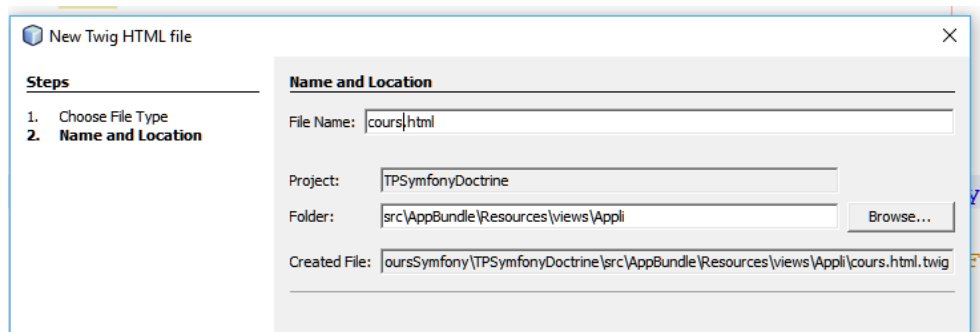 New Twig HTML file
Steps
1. Choose File Type
2. Name and Location
Name and Location
File Name: cours.html
Project: TPSymfonyDoctrine
Folder: src\AppBundle\Resources\views\Appli Browse...
Created File: oursSymfony\TPSymfonyDoctrine\src\AppBundle\Resources\views\Appli\cours.html.twig